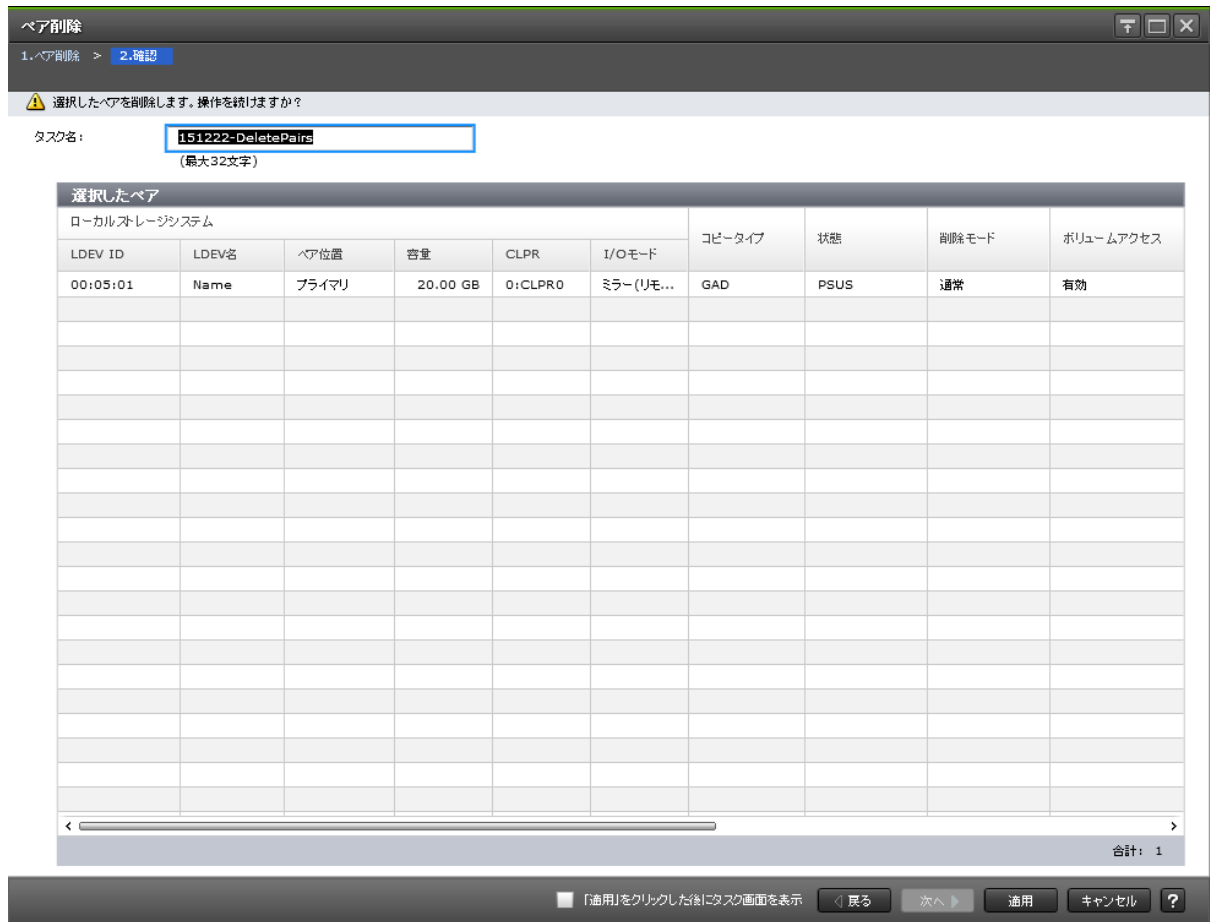 ペア削除
1.ペア削除 > 2.確認
選択したペアを削除します。操作を続けますか?
タスク名: 151222-DeletePairs
(最大32文字)
選択したペア
ローカルストレージシステム コピータイプ 状態 削除モード ボリュームアクセス
LDEV ID LDEV名 ペア位置 容量 CLPR I/Oモード
00:05:01 Name プライマリ 20.00 GB 0:CLPR0 ミラー(リモ... GAD PSUS 通常 有効
合計: 1
「適用」をクリックした後にタスク画面を表示 戻る 次へ 適用 キャンセル ?